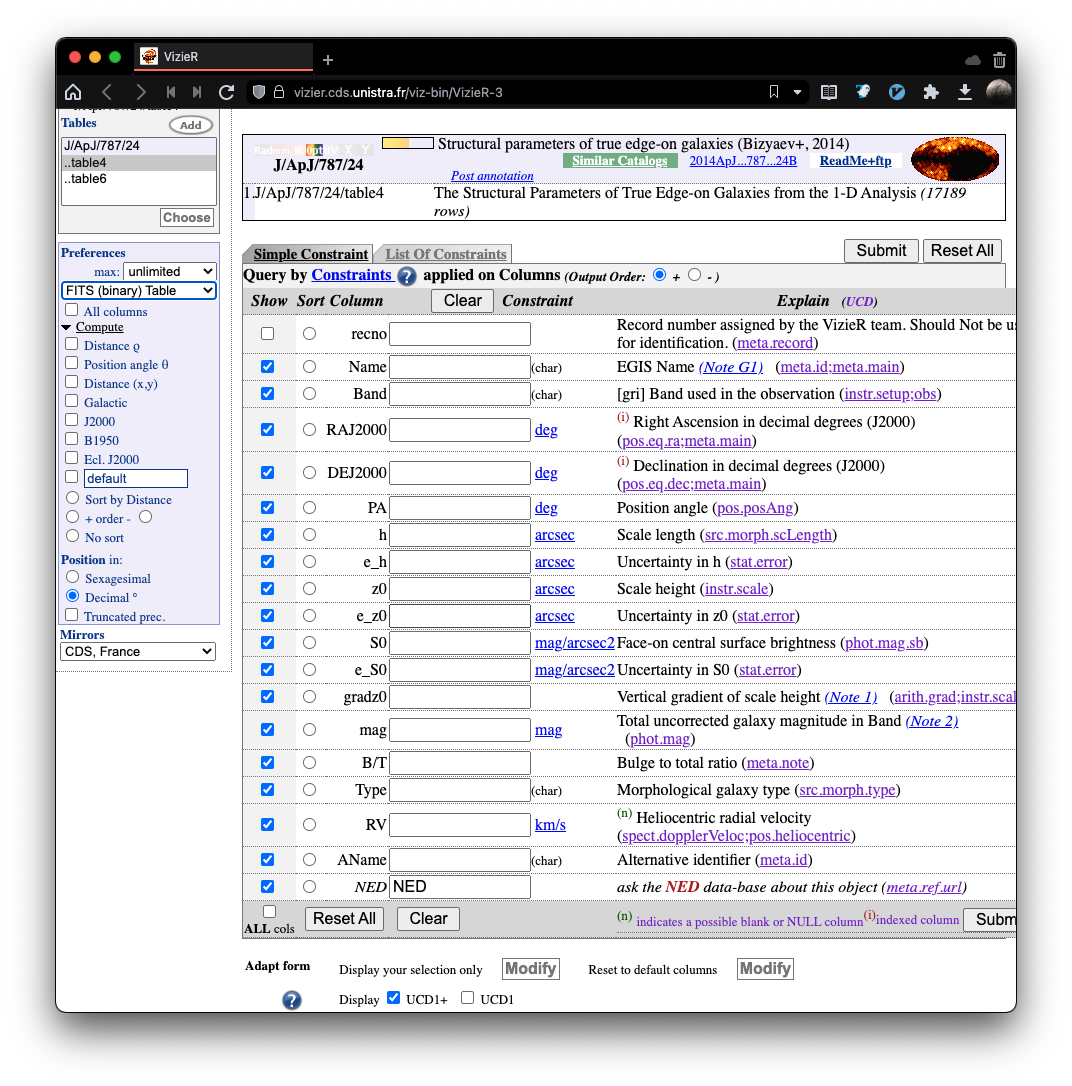 VizieR
+
vizier.cds.unistra.fr/viz-bin/VizieR-3
Tables
Add
J/ApJ/787/24
..table4
..table6
Choose
Preferences
max: unlimited
FITS (binary) Table
All columns
Compute
Distance ϱ
Position angle θ
Distance (x,y)
Galactic
J2000
B1950
Ecl. J2000
default
Sort by Distance
+ order -
No sort
Position in:
Sexagesimal
Decimal °
Truncated prec.
Mirrors
CDS, France
J/ApJ/787/24
Structural parameters of true edge-on galaxies (Bizyaev+, 2014)
Similar Catalogs 2014ApJ...787...24B ReadMe+ftp
Post annotation
1.J/ApJ/787/24/table4 The Structural Parameters of True Edge-on Galaxies from the 1-D Analysis (17189
rows)
Simple Constraint List Of Constraints Submit Reset All
Query by Constraints ? applied on Columns (Output Order: + - )
Show Sort Column Clear Constraint Explain (UCD)
recno Record number assigned by the VizieR team. Should Not be us
for identification. (meta.record)
Name (char) EGIS Name (Note G1) (meta.id;meta.main)
Band (char) [gri] Band used in the observation (instr.setup;obs)
RAJ2000 deg (i) Right Ascension in decimal degrees (J2000)
(pos.eq.ra;meta.main)
DEJ2000 deg (i) Declination in decimal degrees (J2000)
(pos.eq.dec;meta.main)
PA deg Position angle (pos.posAng)
h arcsec Scale length (src.morph.scLength)
e_h arcsec Uncertainty in h (stat.error)
z0 arcsec Scale height (instr.scale)
e_z0 arcsec Uncertainty in z0 (stat.error)
S0 mag/arcsec2 Face-on central surface brightness (phot.mag.sb)
e_S0 mag/arcsec2 Uncertainty in S0 (stat.error)
gradz0 Vertical gradient of scale height (Note 1) (arith.grad;instr.scal
mag mag Total uncorrected galaxy magnitude in Band (Note 2)
(phot.mag)
B/T Bulge to total ratio (meta.note)
Type (char) Morphological galaxy type (src.morph.type)
RV km/s (n) Heliocentric radial velocity
(spect.dopplerVeloc;pos.heliocentric)
AName (char) Alternative identifier (meta.id)
NED NED ask the NED data-base about this object (meta.ref.url)
ALL cols Reset All Clear (n) indicates a possible blank or NULL column (i)indexed column Subm
Adapt form Display your selection only Modify Reset to default columns Modify
? Display UCD1+ UCD1